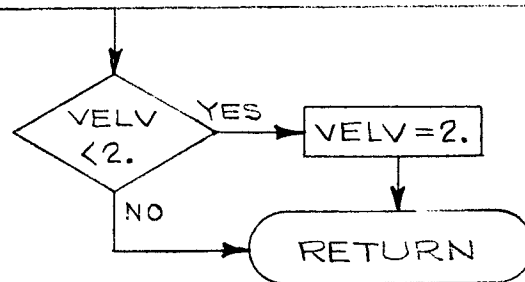 VELV
<2.
YES
VELV=2.
NO
RETURN